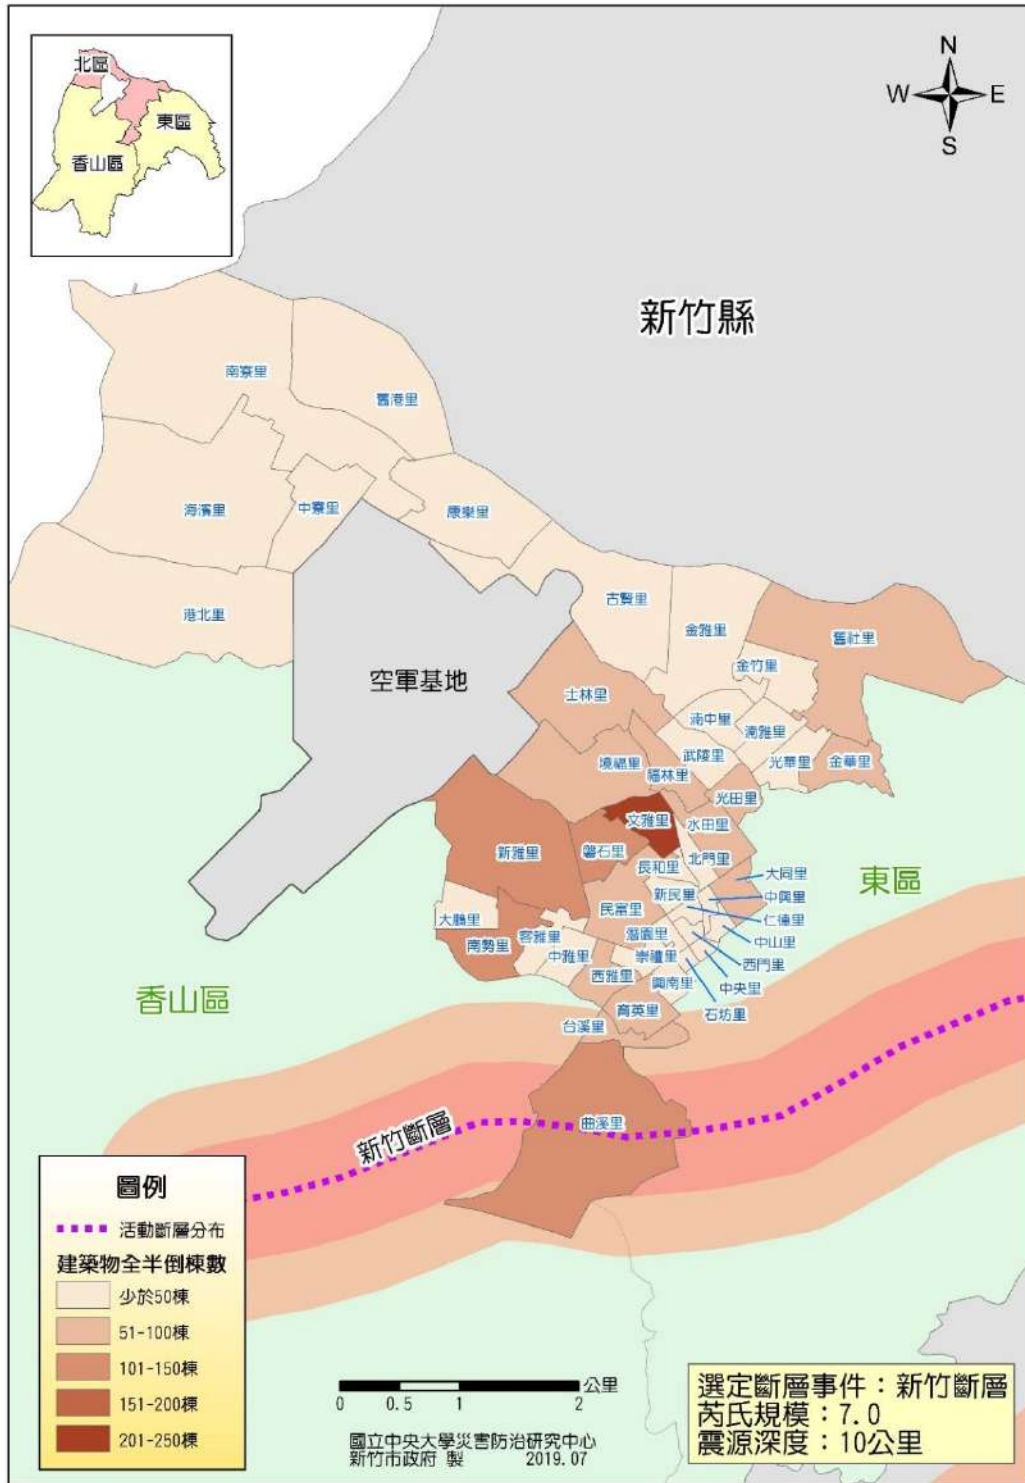 北區
東區
香山區
N
W
E
S
新竹縣
南寮里
舊港里
海濱里
中寮里
康樂里
港北里
古賢里
金雅里
舊社里
金竹里
空軍基地
士林里
湳中里
湳雅里
境福里
武陵里
光華里
金華里
福林里
光田里
文雅里
水田里
新雅里
磐石里
北門里
長和里
大同里
東區
新民里
中興里
大鵬里
民富里
仁德里
客雅里
潛園里
中山里
南勢里
中雅里
崇禮里
西門里
西雅里
興南里
中央里
香山區
育英里
石坊里
台溪里
曲溪里
新竹斷層
圖例
活動斷層分布
建築物全半倒棟數
少於50棟
51-100棟
101-150棟
151-200棟
201-250棟
公里
0 0.5 1 2
國立中央大學災害防治研究中心
新竹市政府 製 2019.07
選定斷層事件：新竹斷層
芮氏規模：7.0
震源深度：10公里